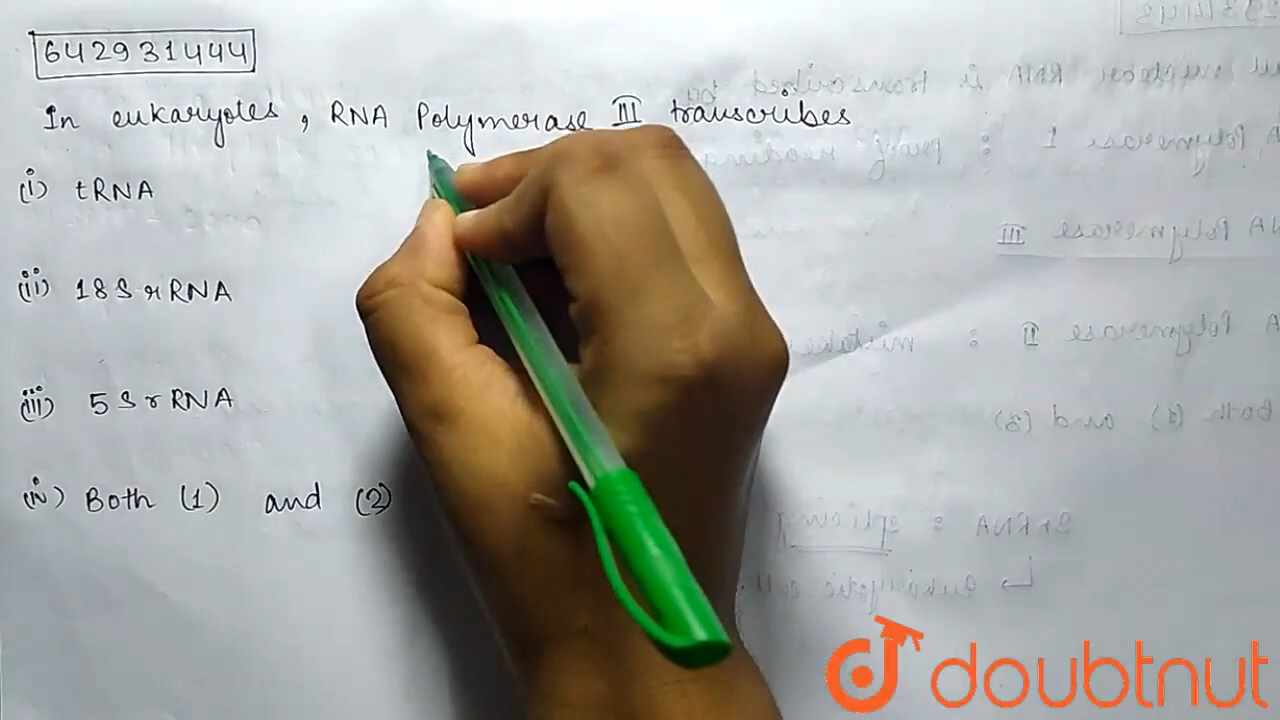 642931444
In eukaryotes, RNA Polymerase III transcribes
(i) tRNA
(ii) 18S rRNA
(iii) 5S rRNA
(iv) Both (1) and (2)
doubtnut